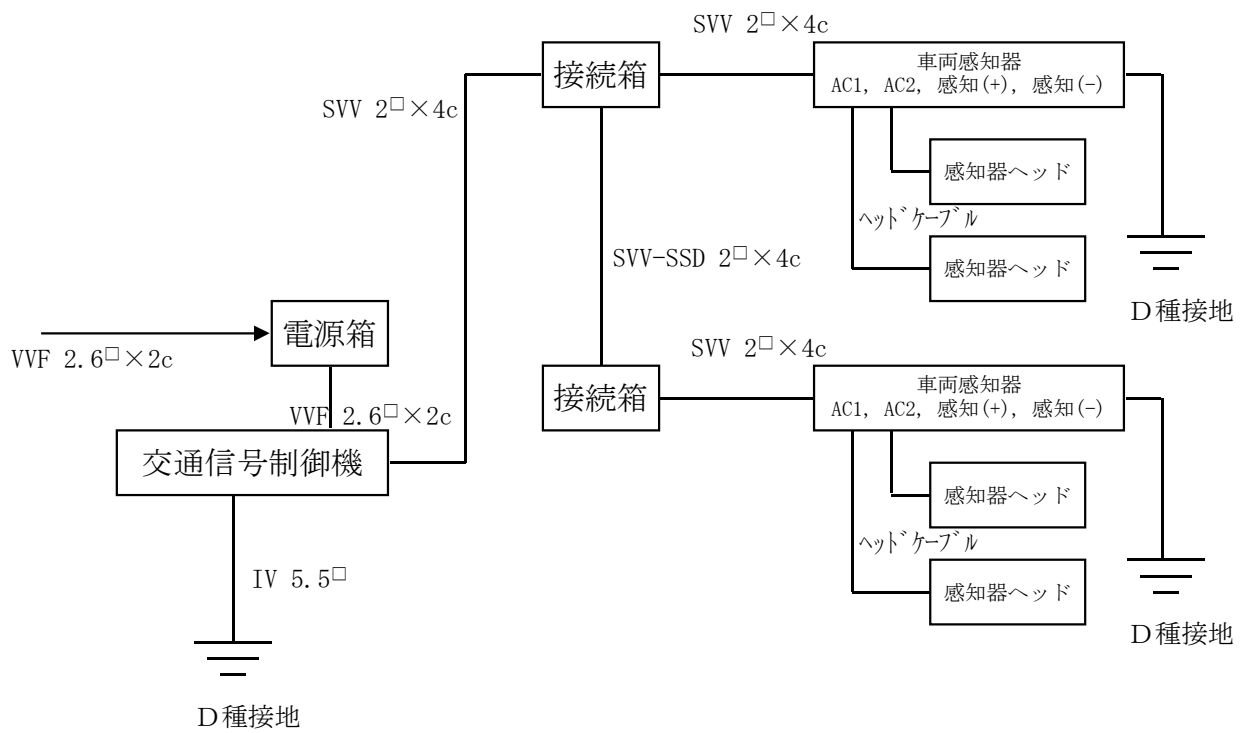 SVV 2□×4c
接続箱
車両感知器
AC1, AC2, 感知(+), 感知(-)
SVV 2□×4c
感知器ヘッド
ヘッドケーブル
感知器ヘッド
SVV-SSD 2□×4c
D種接地
電源箱
VVF 2.6□×2c
SVV 2□×4c
接続箱
車両感知器
AC1, AC2, 感知(+), 感知(-)
VVF 2.6□×2c
交通信号制御機
感知器ヘッド
ヘッドケーブル
感知器ヘッド
IV 5.5□
D種接地
D種接地